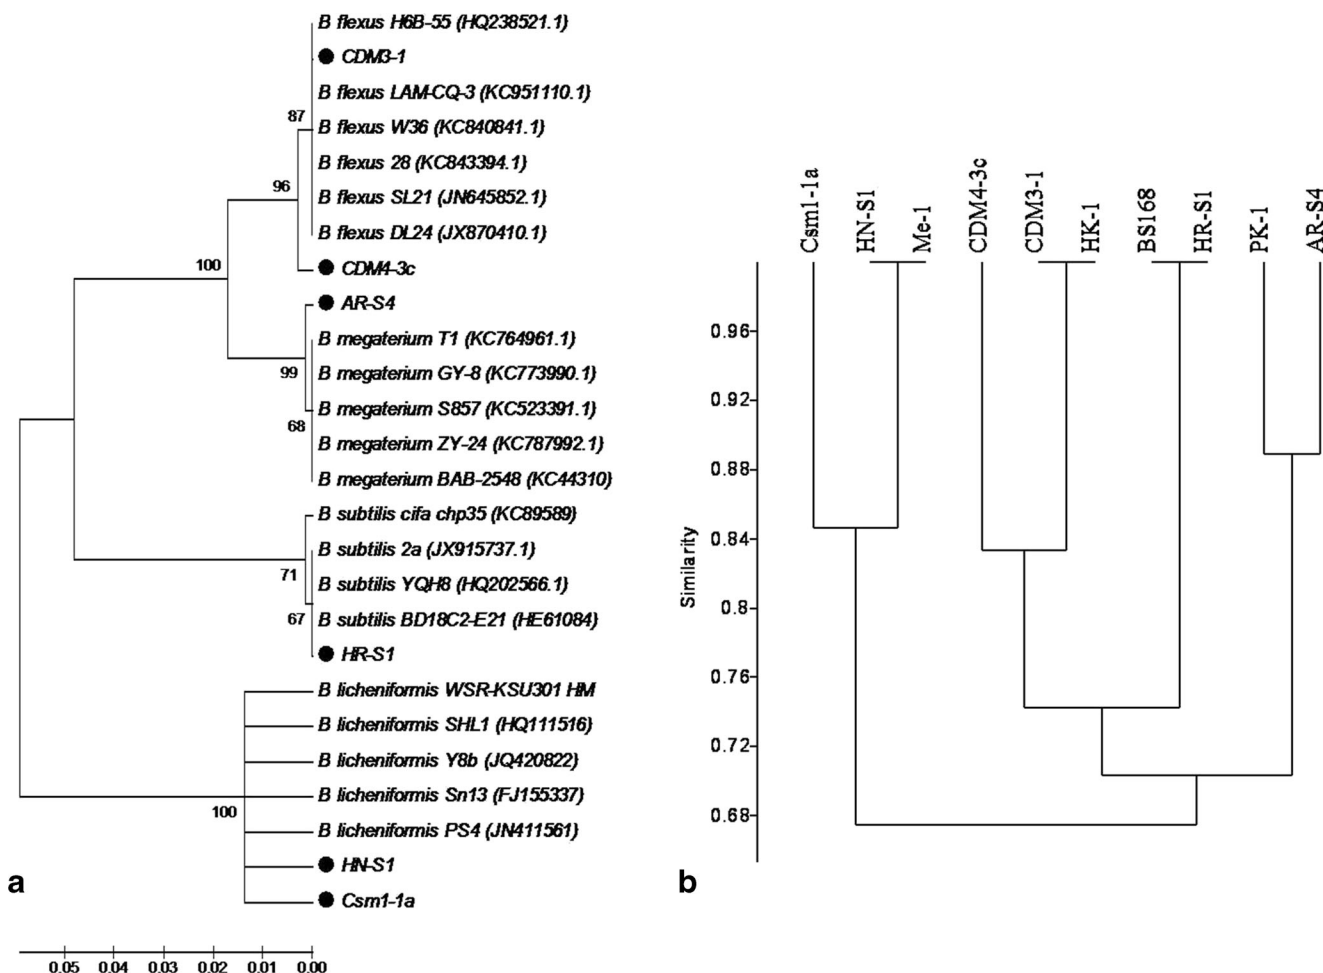 B flexus H6B-55 (HQ238521.1)
CDM3-1
B flexus LAM-CQ-3 (KC951110.1)
87
B flexus W36 (KC840841.1)
B flexus 28 (KC843394.1)
96
B flexus SL21 (JN645852.1)
B flexus DL24 (JX870410.1)
100
CDM4-3c
AR-S4
B megaterium T1 (KC764961.1)
99
B megaterium GY-8 (KC773990.1)
B megaterium S857 (KC523391.1)
68
B megaterium ZY-24 (KC787992.1)
B megaterium BAB-2548 (KC44310)
B subtilis cifa chp35 (KC89589)
B subtilis 2a (JX915737.1)
71
B subtilis YQH8 (HQ202566.1)
67
B subtilis BD18C2-E21 (HE61084)
HR-S1
B licheniformis WSR-KSU301 HM
B licheniformis SHL1 (HQ111516)
B licheniformis Y8b (JQ420822)
B licheniformis Sn13 (FJ155337)
100
B licheniformis PS4 (JN411561)
HN-S1
Csm1-1a
a
0.05 0.04 0.03 0.02 0.01 0.00
Csm1-1a
HN-S1
Me-1
CDM4-3c
CDM3-1
HK-1
BS168
HR-S1
PK-1
AR-S4
0.96
0.92
0.88
0.84
0.8
0.76
0.72
0.68
Similarity
b